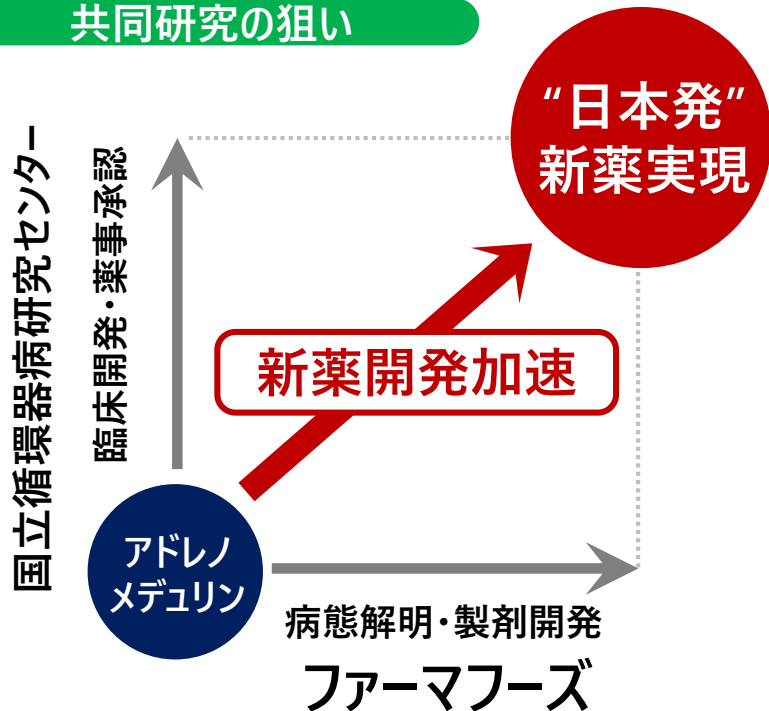 共同研究の狙い
“日本発”
新薬実現
国立循環器病研究センター
臨床開発・薬事承認
新薬開発加速
アドレノ
メデュリン
病態解明・製剤開発
ファーマフーズ